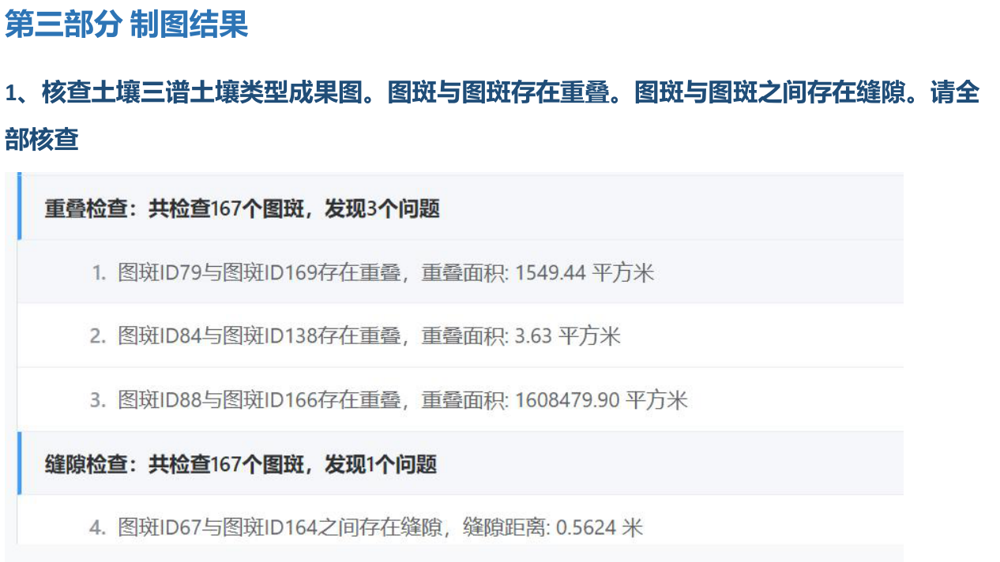 第三部分 制图结果
1、核查土壤三谱土壤类型成果图。图斑与图斑存在重叠。图斑与图斑之间存在缝隙。请全
部核查
重叠检查：共检查167个图斑，发现3个问题
1. 图斑ID79与图斑ID169存在重叠，重叠面积: 1549.44 平方米
2. 图斑ID84与图斑ID138存在重叠，重叠面积: 3.63 平方米
3. 图斑ID88与图斑ID166存在重叠，重叠面积: 1608479.90 平方米
缝隙检查：共检查167个图斑，发现1个问题
4. 图斑ID67与图斑ID164之间存在缝隙，缝隙距离: 0.5624 米